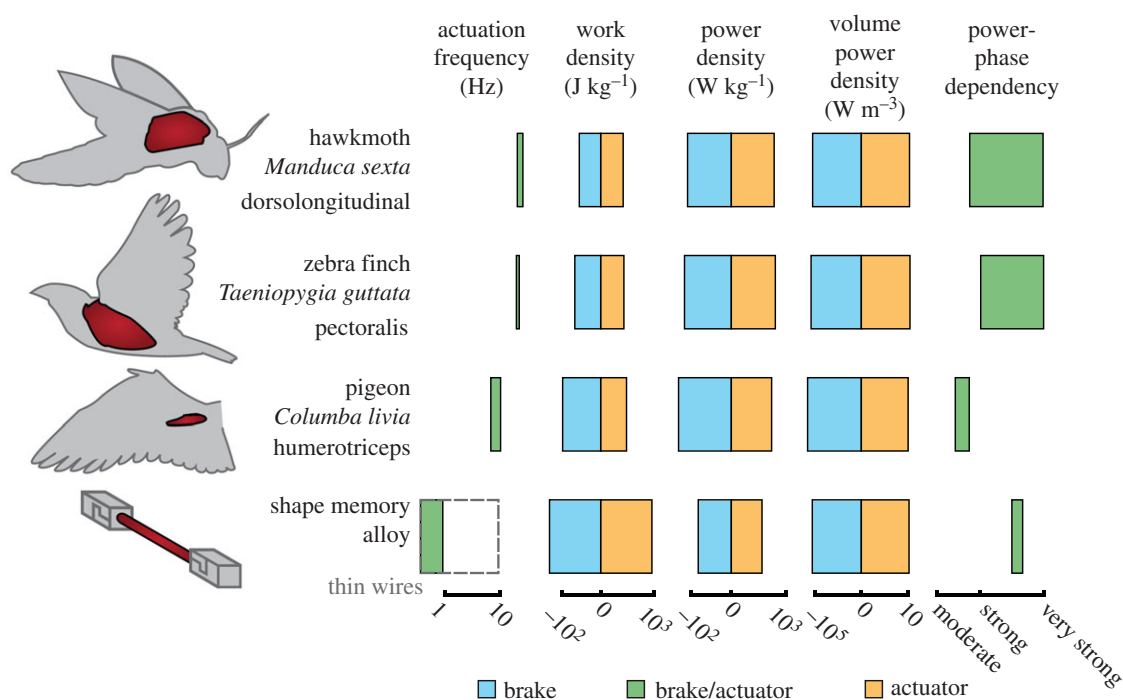 actuation
frequency
(Hz)
work
density
(J kg⁻¹)
power
density
(W kg⁻¹)
volume
power
density
(W m⁻³)
power-
phase
dependency
hawkmoth
Manduca sexta
dorsolongitudinal
zebra finch
Taeniopygia guttata
pectoralis
pigeon
Columba livia
humerotriceps
shape memory
alloy
thin wires
1 10
–10² 0 10³
–10² 0 10³
–10⁵ 0 10
moderate strong very strong
brake brake/actuator actuator